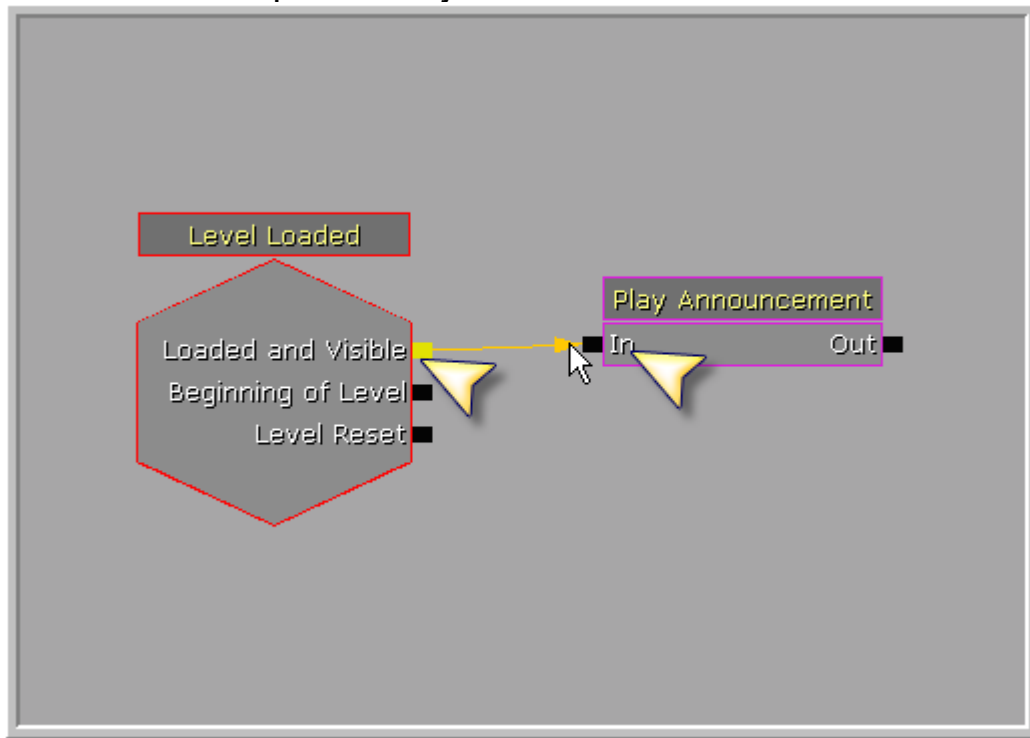 Level Loaded
Loaded and Visible
Beginning of Level
Level Reset
Play Announcement
In Out